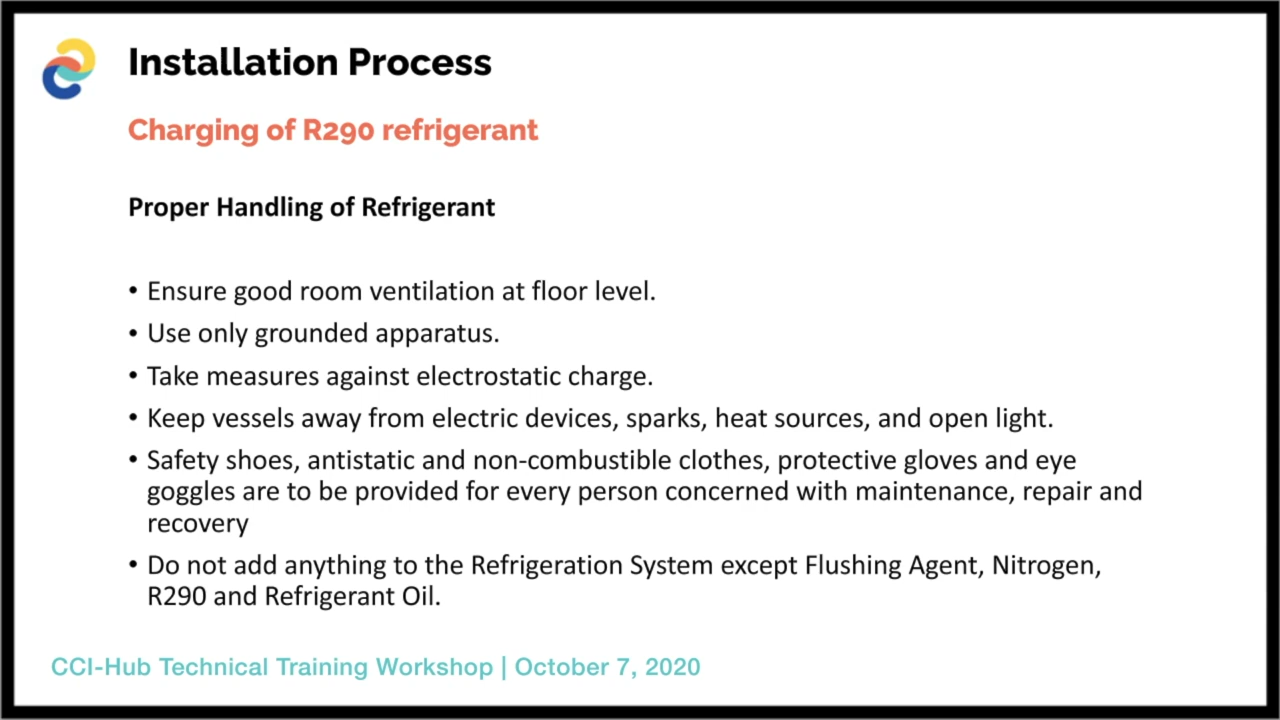 Installation Process
Charging of R290 refrigerant
Proper Handling of Refrigerant
• Ensure good room ventilation at floor level.
• Use only grounded apparatus.
• Take measures against electrostatic charge.
• Keep vessels away from electric devices, sparks, heat sources, and open light.
• Safety shoes, antistatic and non-combustible clothes, protective gloves and eye
goggles are to be provided for every person concerned with maintenance, repair and
recovery
• Do not add anything to the Refrigeration System except Flushing Agent, Nitrogen,
R290 and Refrigerant Oil.
CCI-Hub Technical Training Workshop | October 7, 2020